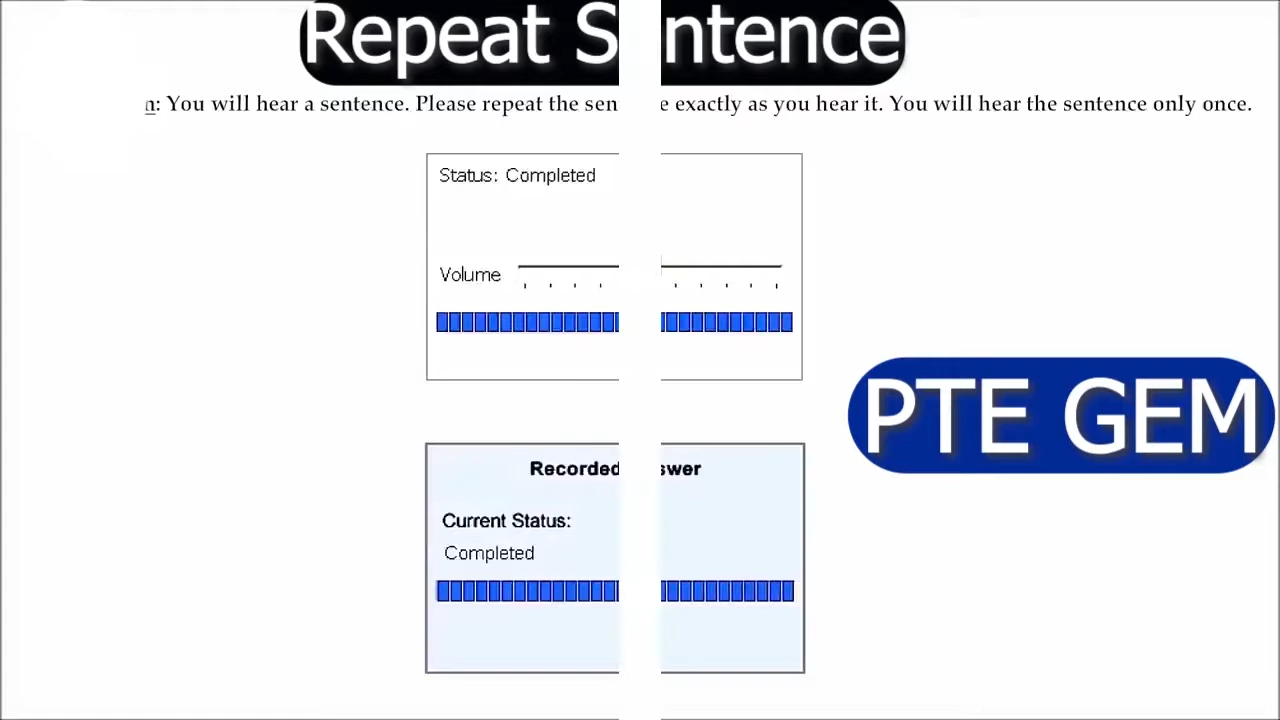 Repeat S ntence
n: You will hear a sentence. Please repeat the sen e exactly as you hear it. You will hear the sentence only once.
Status: Completed
Volume
PTE GEM
Recorded swer
Current Status:
Completed